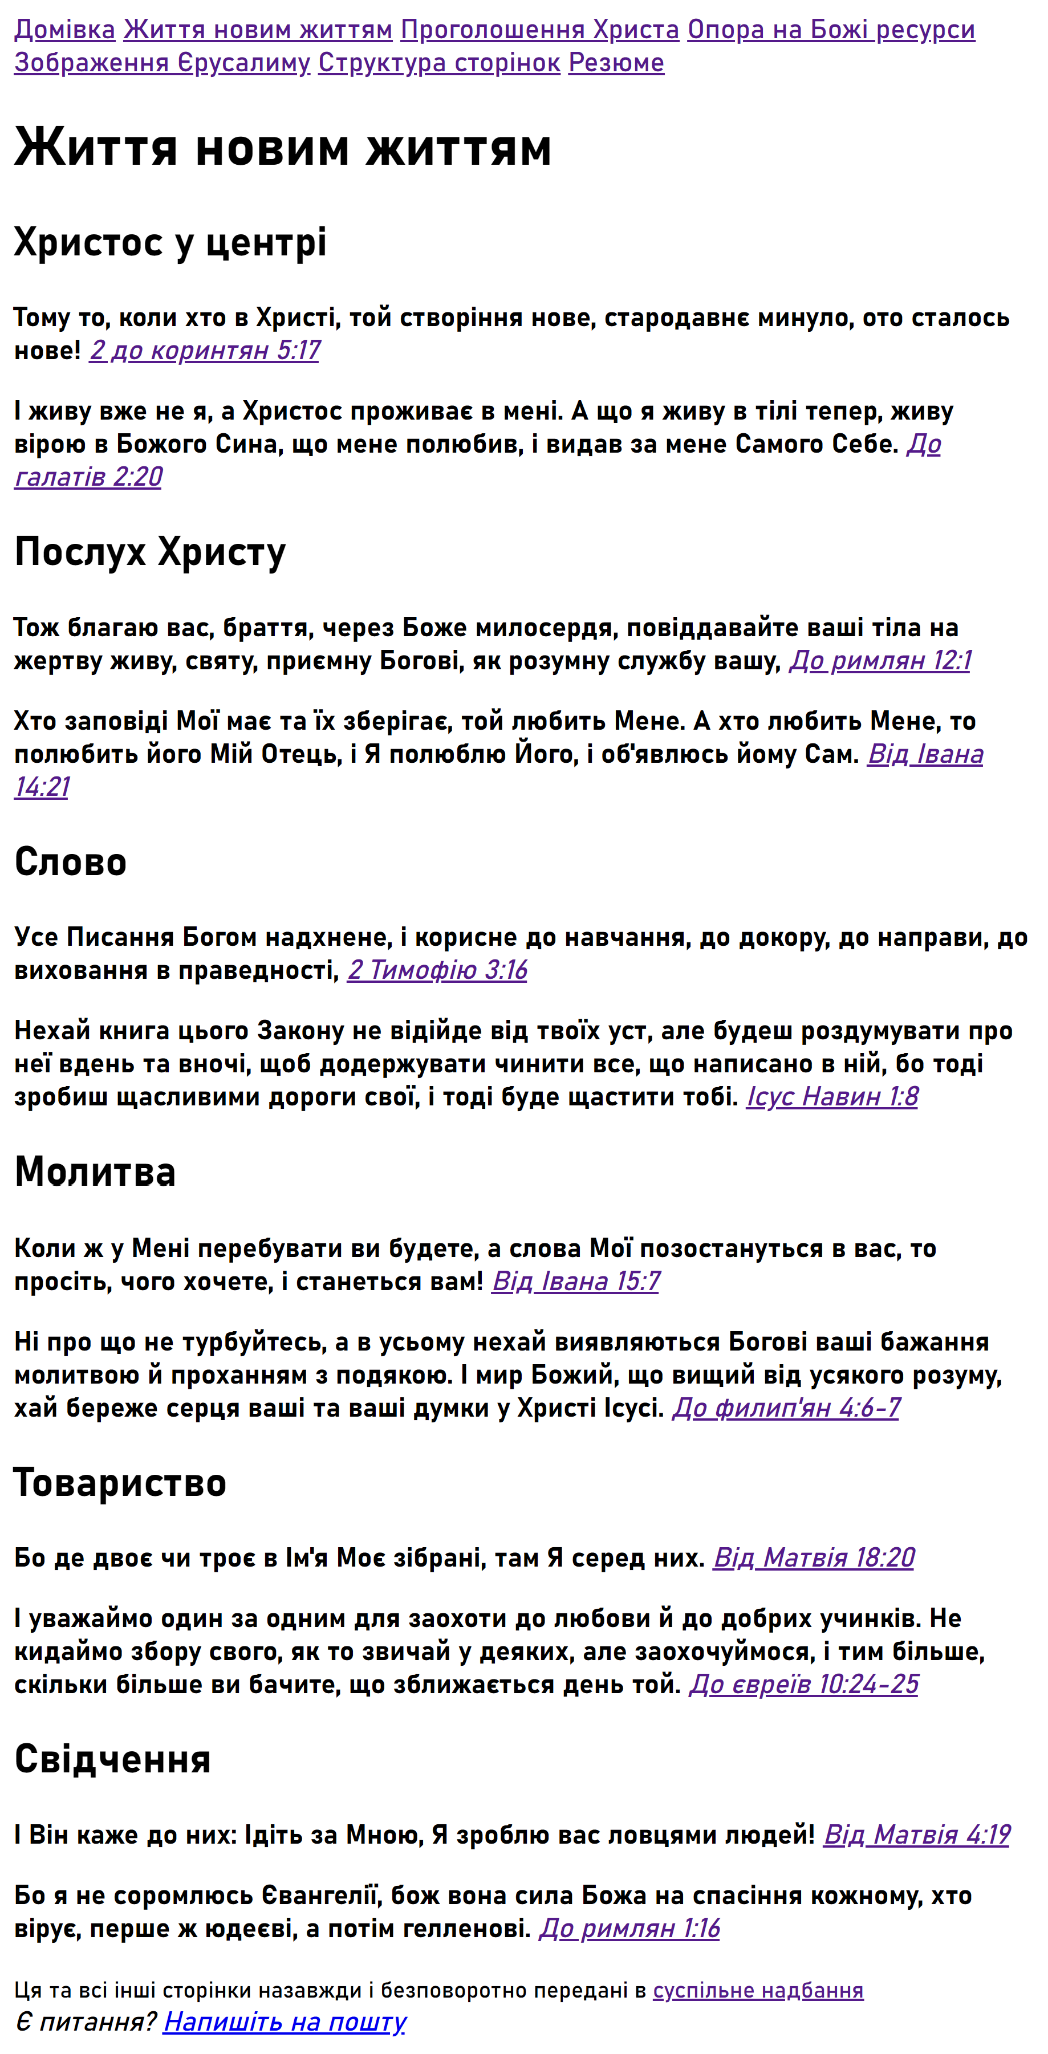 Домівка Життя новим життям Проголошення Христа Опора на Божі ресурси
Зображення Єрусалиму Структура сторінок Резюме
Життя новим життям
Христос у центрі
Тому то, коли хто в Христі, той створіння нове, стародавнє минуло, ото сталось
нове! 2 до коринтян 5:17
І живу вже не я, а Христос проживає в мені. А що я живу в тілі тепер, живу
вірою в Божого Сина, що мене полюбив, і видав за мене Самого Себе. До
галатів 2:20
Послух Христу
Тож благаю вас, браття, через Боже милосердя, повіддавайте ваші тіла на
жертву живу, святу, приємну Богові, як розумну службу вашу, До римлян 12:1
Хто заповіді Мої має та їх зберігає, той любить Мене. А хто любить Мене, то
полюбить його Мій Отець, і Я полюблю Його, і об'явлюсь йому Сам. Від Івана
14:21
Слово
Усе Писання Богом надхнене, і корисне до навчання, до докору, до направи, до
виховання в праведності, 2 Тимофію 3:16
Нехай книга цього Закону не відійде від твоїх уст, але будеш роздумувати про
неї вдень та вночі, щоб додержувати чинити все, що написано в ній, бо тоді
зробиш щасливими дороги свої, і тоді буде щастити тобі. Ісус Навин 1:8
Молитва
Коли ж у Мені перебувати ви будете, а слова Мої позостануться в вас, то
просіть, чого хочете, і станеться вам! Від Івана 15:7
Ні про що не турбуйтесь, а в усьому нехай виявляються Богові ваші бажання
молитвою й проханням з подякою. І мир Божий, що вищий від усякого розуму,
хай береже серця ваші та ваші думки у Христі Ісусі. До филип'ян 4:6-7
Товариство
Бо де двоє чи троє в Ім'я Моє зібрані, там Я серед них. Від Матвія 18:20
І уважаймо один за одним для заохоти до любови й до добрих учинків. Не
кидаймо збору свого, як то звичай у деяких, але заохочуймося, і тим більше,
скільки більше ви бачите, що зближається день той. До євреїв 10:24-25
Свідчення
І Він каже до них: Ідіть за Мною, Я зроблю вас ловцями людей! Від Матвія 4:19
Бо я не соромлюсь Євангелії, бож вона сила Божа на спасіння кожному, хто
вірує, перше ж юдеєві, а потім гелленові. До римлян 1:16
Ця та всі інші сторінки назавжди і безповоротно передані в суспільне надбання
Є питання? Напишіть на пошту